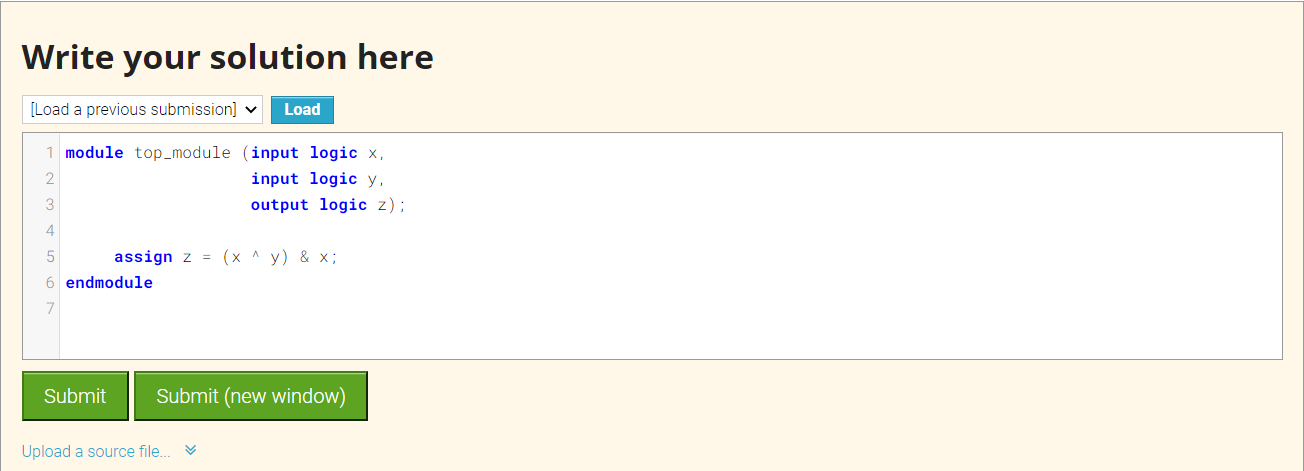 Write your solution here
[Load a previous submission] Load
1 module top_module (input logic x,
2 input logic y,
3 output logic z);
4
5 assign z = (x ^ y) & x;
6 endmodule
7
Submit Submit (new window)
Upload a source file...